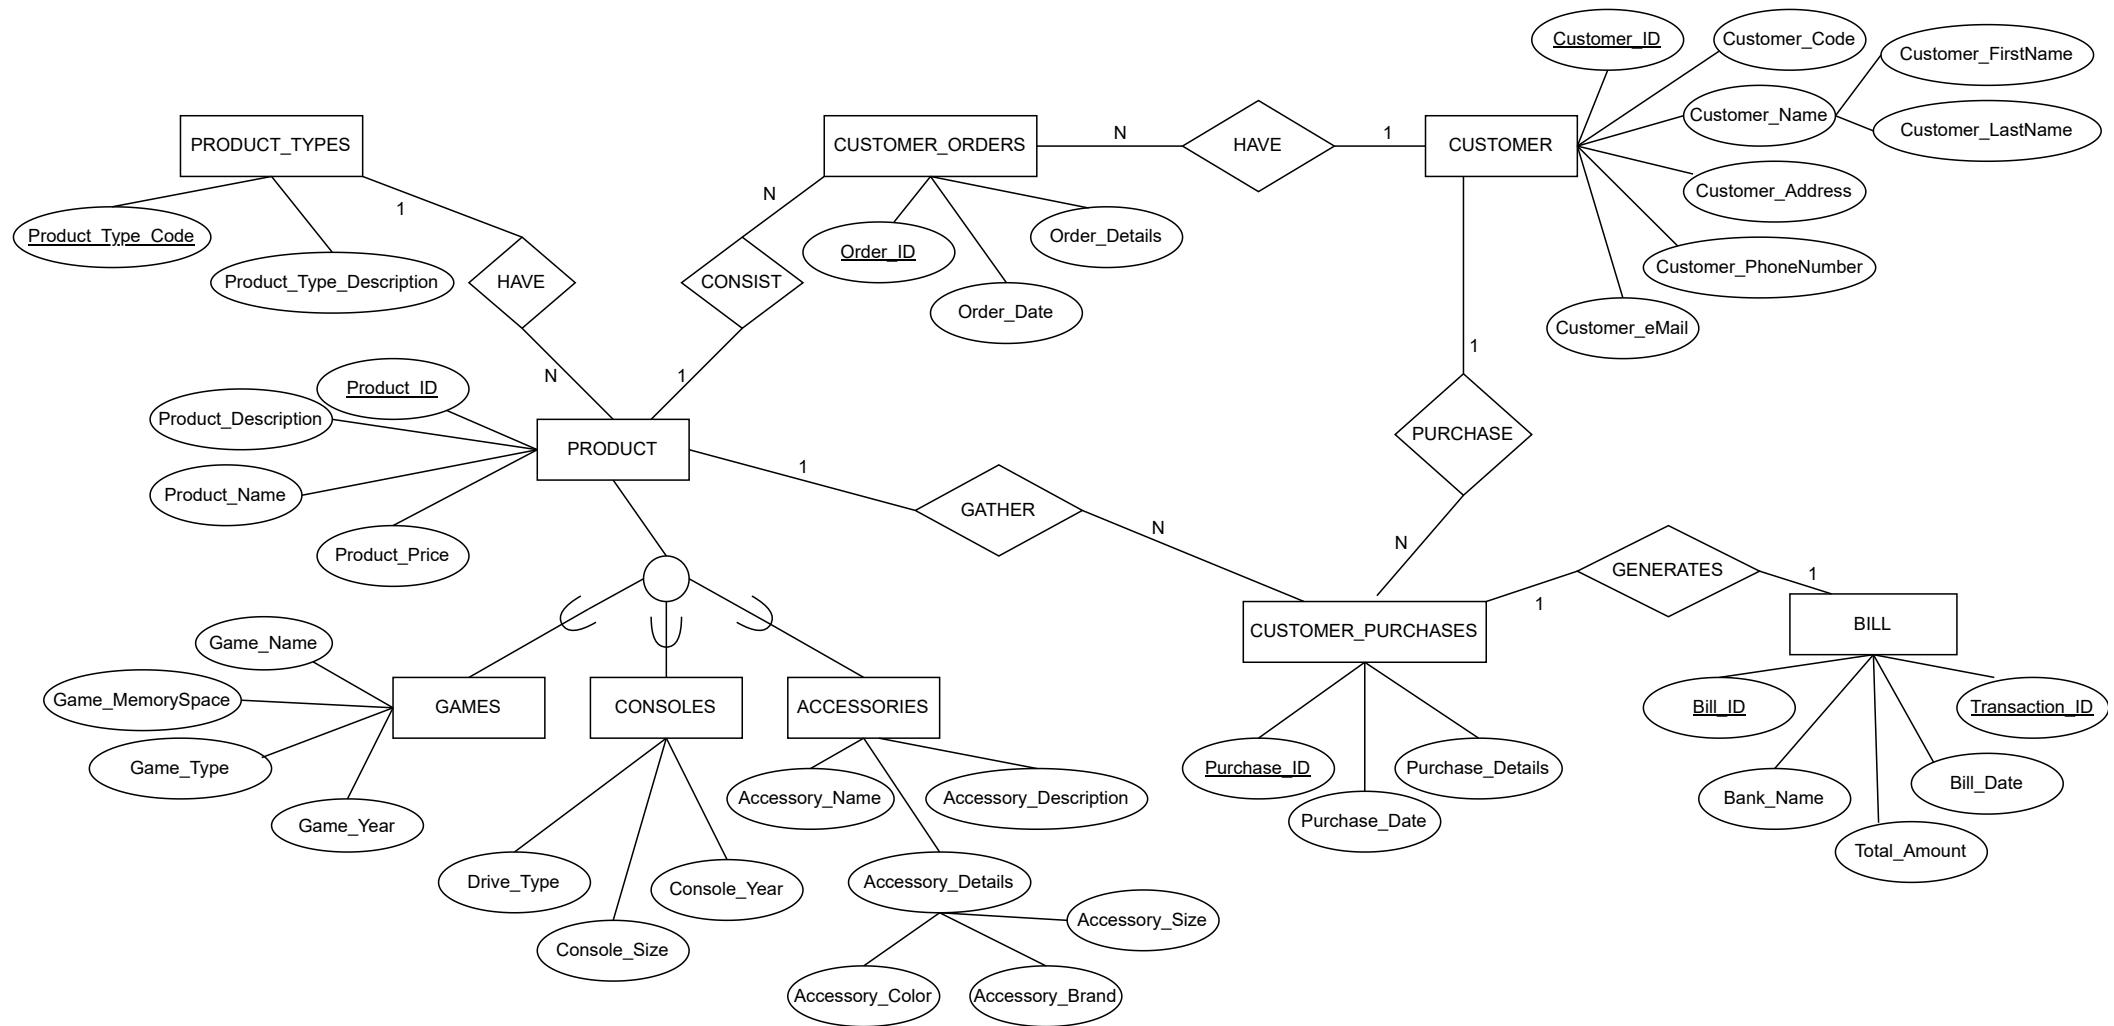 Customer_ID
Customer_Code
Customer_FirstName
Customer_Name
Customer_LastName
PRODUCT_TYPES
CUSTOMER_ORDERS
N
HAVE
1
CUSTOMER
Customer_Address
1
N
Product_Type_Code
Product_Type_Description
HAVE
CONSIST
Order_ID
Order_Details
Order_Date
Customer_PhoneNumber
Customer_eMail
N
1
1
Product_ID
Product_Description
PRODUCT
Product_Name
Product_Price
1
GATHER
N
PURCHASE
N
1
GENERATES
1
CUSTOMER_PURCHASES
BILL
Game_Name
Game_MemorySpace
Game_Type
Game_Year
GAMES
CONSOLES
ACCESSORIES
Bill_ID
Transaction_ID
Purchase_ID
Purchase_Details
Purchase_Date
Bank_Name
Bill_Date
Total_Amount
Accessory_Name
Accessory_Description
Drive_Type
Console_Year
Console_Size
Accessory_Details
Accessory_Size
Accessory_Color
Accessory_Brand